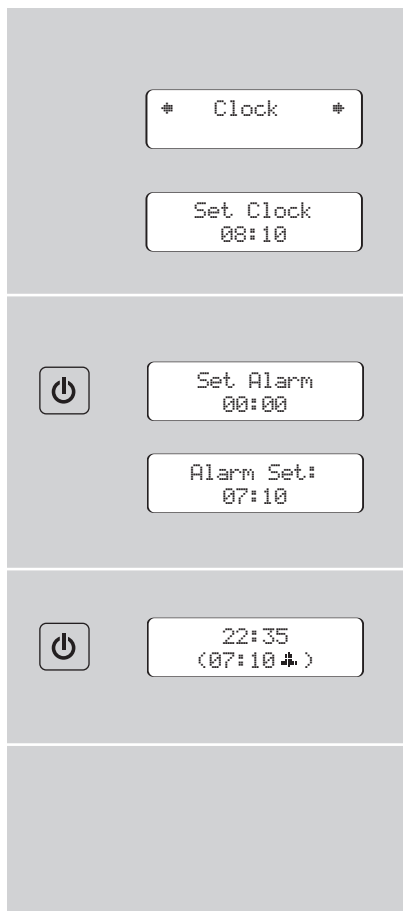 Clock
Set Clock
08:10
Set Alarm
00:00
Alarm Set:
07:10
22:35
(07:10)